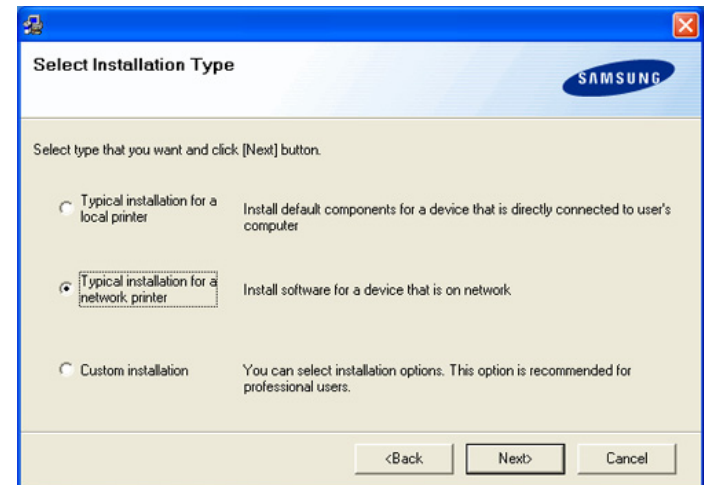 Select Installation Type
SAMSUNG
Select type that you want and click [Next] button.
Typical installation for a
local printer
Install default components for a device that is directly connected to user's
computer
Typical installation for a
network printer
Install software for a device that is on network
Custom installation
You can select installation options. This option is recommended for
professional users.
<Back
Next>
Cancel